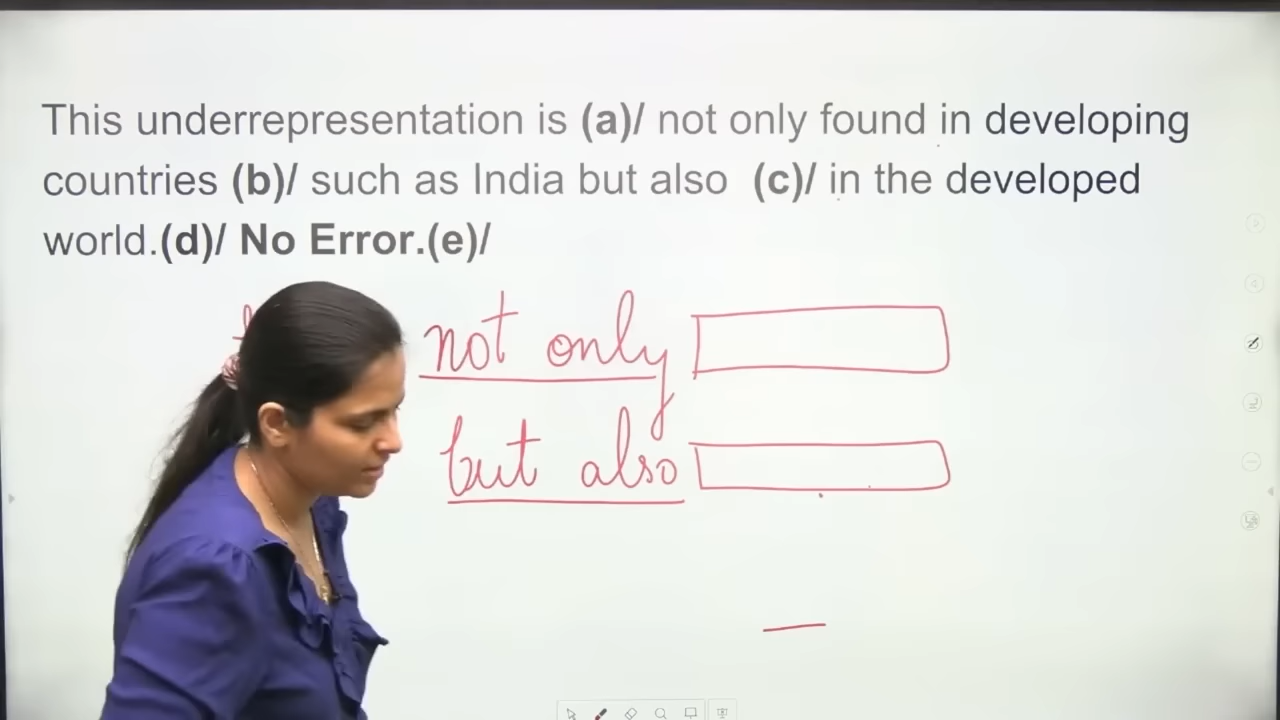 This underrepresentation is (a)/ not only found in developing
countries (b)/ such as India but also (c)/ in the developed
world.(d)/ No Error.(e)/
not only
but also